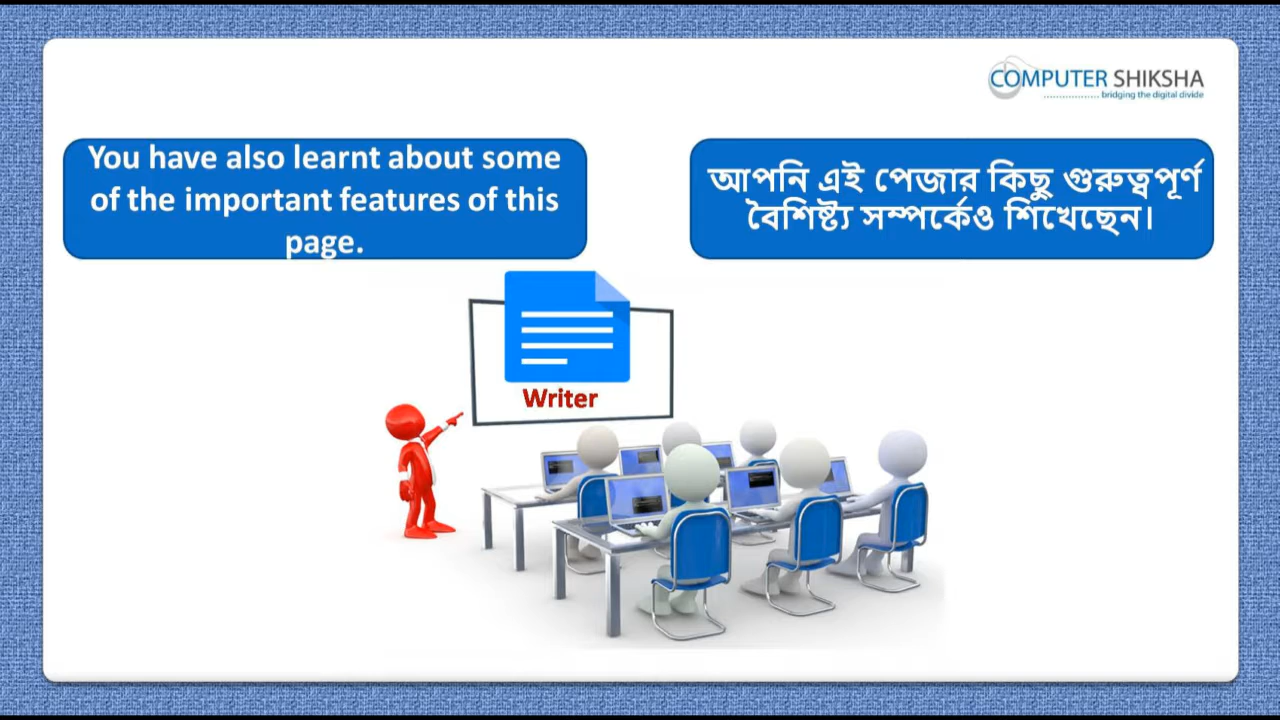 COMPUTER SHIKSHA
bridging the digital divide
You have also learnt about some
of the important features of this
page.
আপনি এই পেজার কিছু গুরুত্বপূর্ণ
বৈশিষ্ট্য সম্পর্কেও শিখেছেন।
Writer